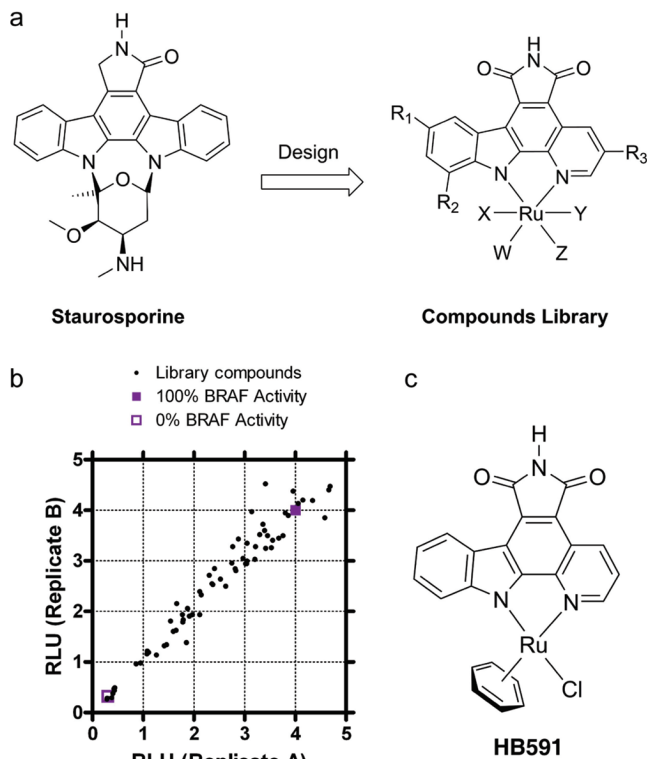 a
H
N
O
N
N
O
O
NH
Design
H
N
O
O
R1
R3
R2
N
N
Ru
X
Y
W
Z
Staurosporine
Compounds Library
b
c
Library compounds
100% BRAF Activity
0% BRAF Activity
5
4
3
2
1
0
RLU (Replicate B)
0 1 2 3 4 5
RLU (Replicate A)
H
N
O
O
N
N
Ru
Cl
HB591